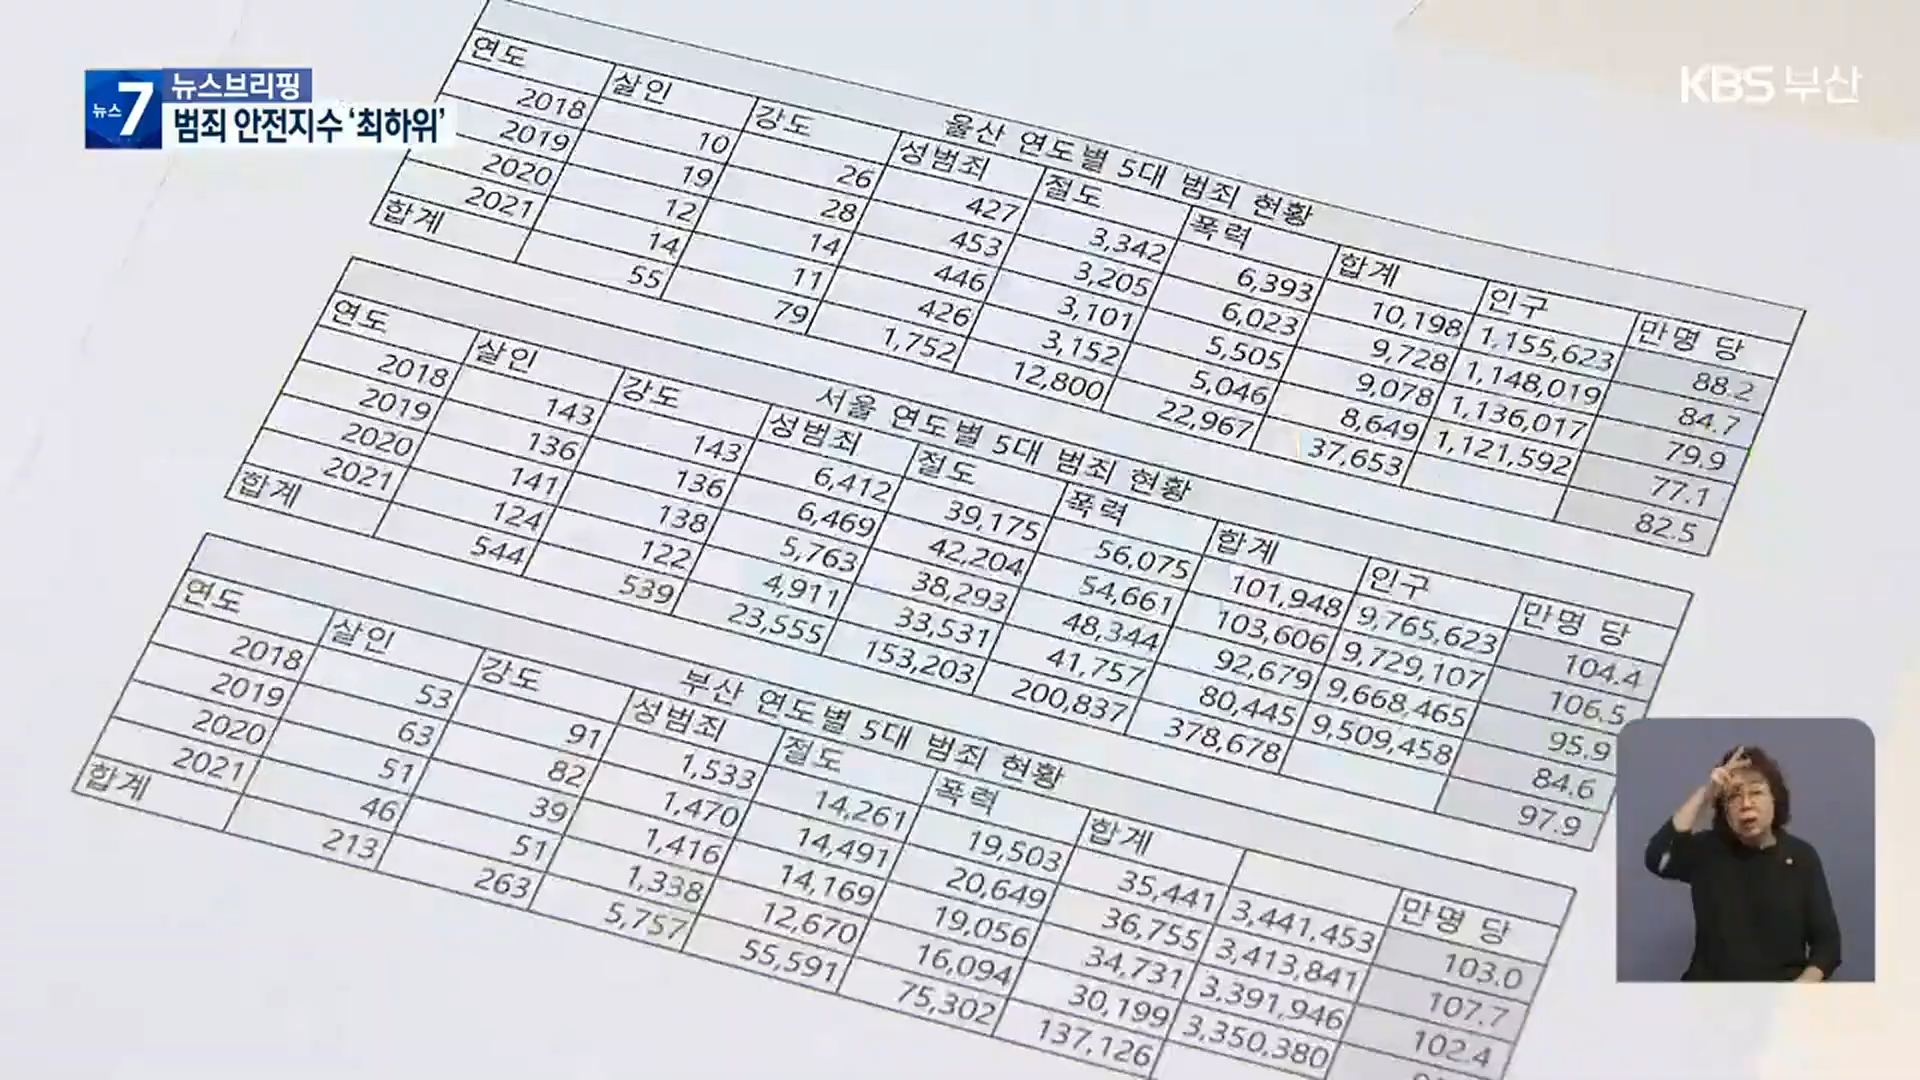 뉴스 7
뉴스브리핑
범죄 안전지수 ‘최하위’
KBS 부산
울산 연도별 5대 범죄 현황
연도 살인 강도 성범죄 절도 폭력 합계 인구 만명 당
2018 10 26 427 3,342 6,393 10,198 1,155,623 88.2
2019 19 28 453 3,205 6,023 9,728 1,148,019 84.7
2020 12 14 446 3,101 5,505 9,078 1,136,017 79.9
2021 14 11 426 3,152 5,046 8,649 1,121,592 77.1
합계 55 79 1,752 12,800 22,967 37,653 82.5
서울 연도별 5대 범죄 현황
연도 살인 강도 성범죄 절도 폭력 합계 인구 만명 당
2018 143 143 6,412 39,175 56,075 101,948 9,765,623 104.4
2019 136 136 6,469 42,204 54,661 103,606 9,729,107 106.5
2020 141 138 5,763 38,293 48,344 92,679 9,668,465 95.9
2021 124 122 4,911 33,531 41,757 80,445 9,509,458 84.6
합계 544 539 23,555 153,203 200,837 378,678 97.9
부산 연도별 5대 범죄 현황
연도 살인 강도 성범죄 절도 폭력 합계 만명 당
2018 53 91 1,533 14,261 19,503 35,441 3,441,453 103.0
2019 63 82 1,470 14,491 20,649 36,755 3,413,841 107.7
2020 51 39 1,416 14,169 19,056 34,731 3,391,946 102.4
2021 46 51 1,338 12,670 16,094 30,199 3,350,380
합계 213 263 5,757 55,591 75,302 137,126